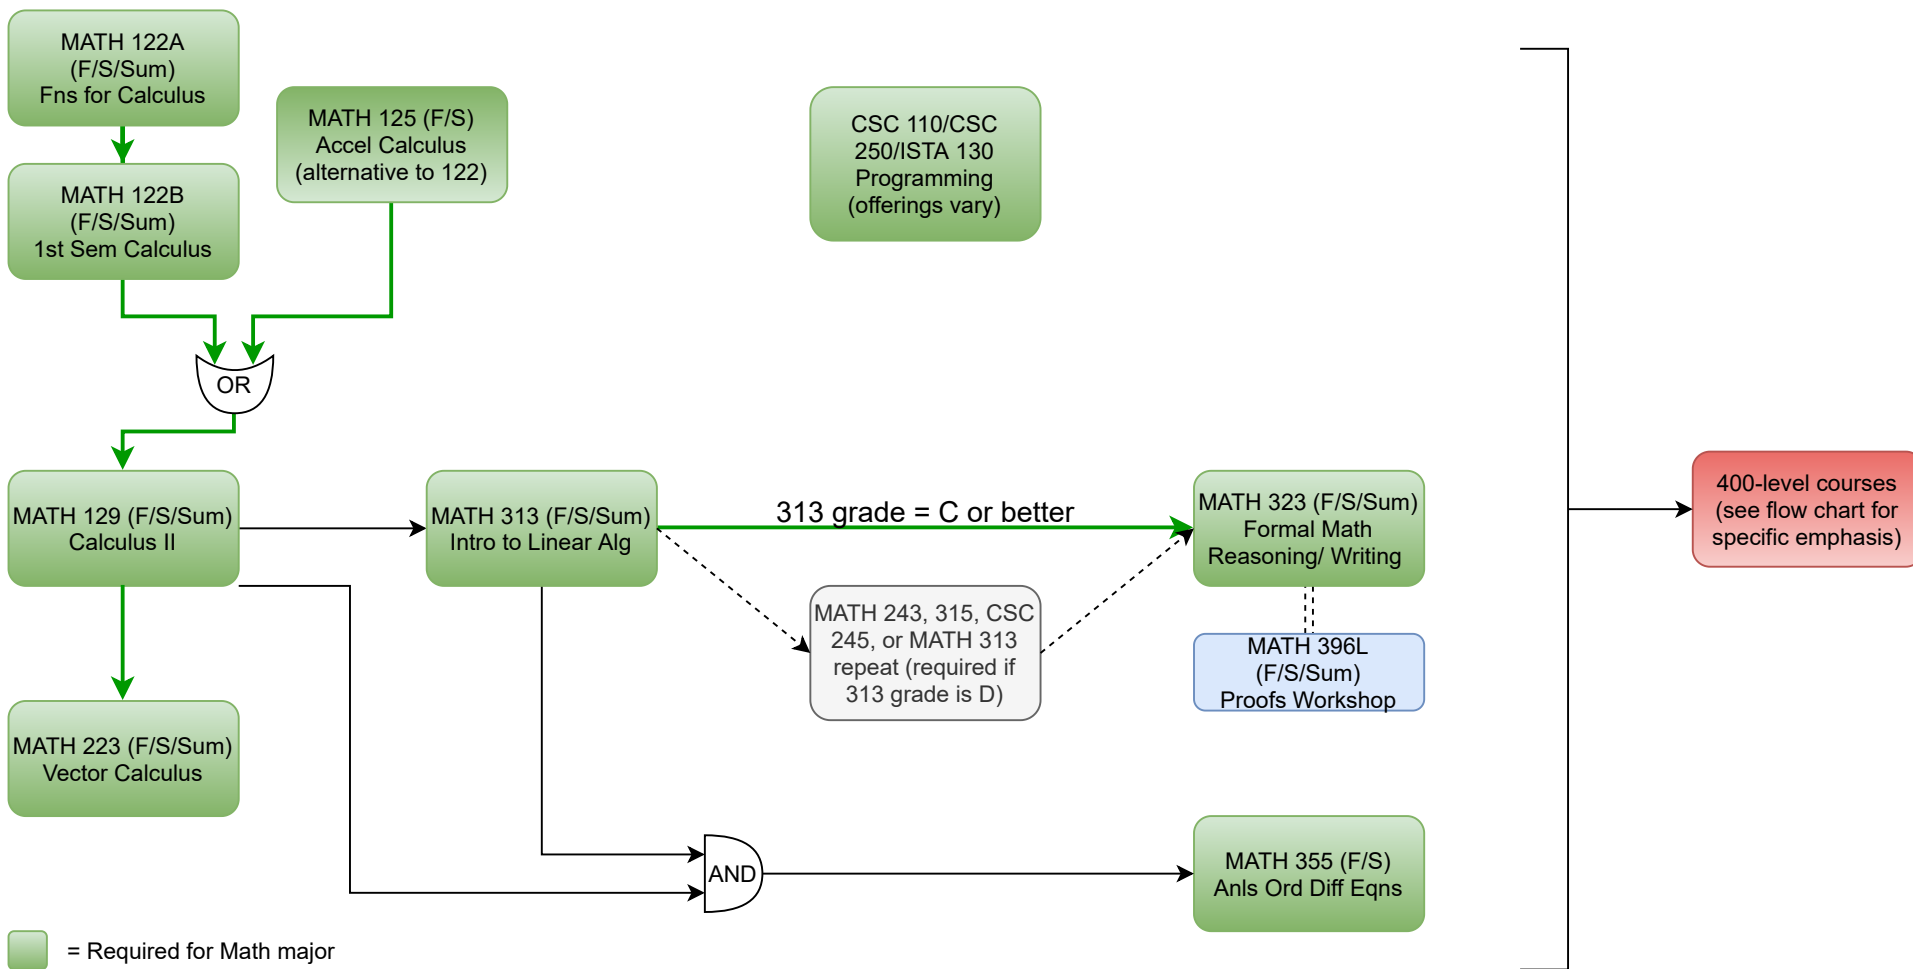 MATH 122A
(F/S/Sum)
Fns for Calculus
MATH 125 (F/S)
Accel Calculus
(alternative to 122)
CSC 110/CSC
250/ISTA 130
Programming
(offerings vary)
MATH 122B
(F/S/Sum)
1st Sem Calculus
OR
MATH 129 (F/S/Sum)
Calculus II
MATH 313 (F/S/Sum)
Intro to Linear Alg
313 grade = C or better
MATH 323 (F/S/Sum)
Formal Math
Reasoning/ Writing
400-level courses
(see flow chart for
specific emphasis)
MATH 243, 315, CSC
245, or MATH 313
repeat (required if
313 grade is D)
MATH 396L
(F/S/Sum)
Proofs Workshop
MATH 223 (F/S/Sum)
Vector Calculus
AND
MATH 355 (F/S)
Anls Ord Diff Eqns
= Required for Math major